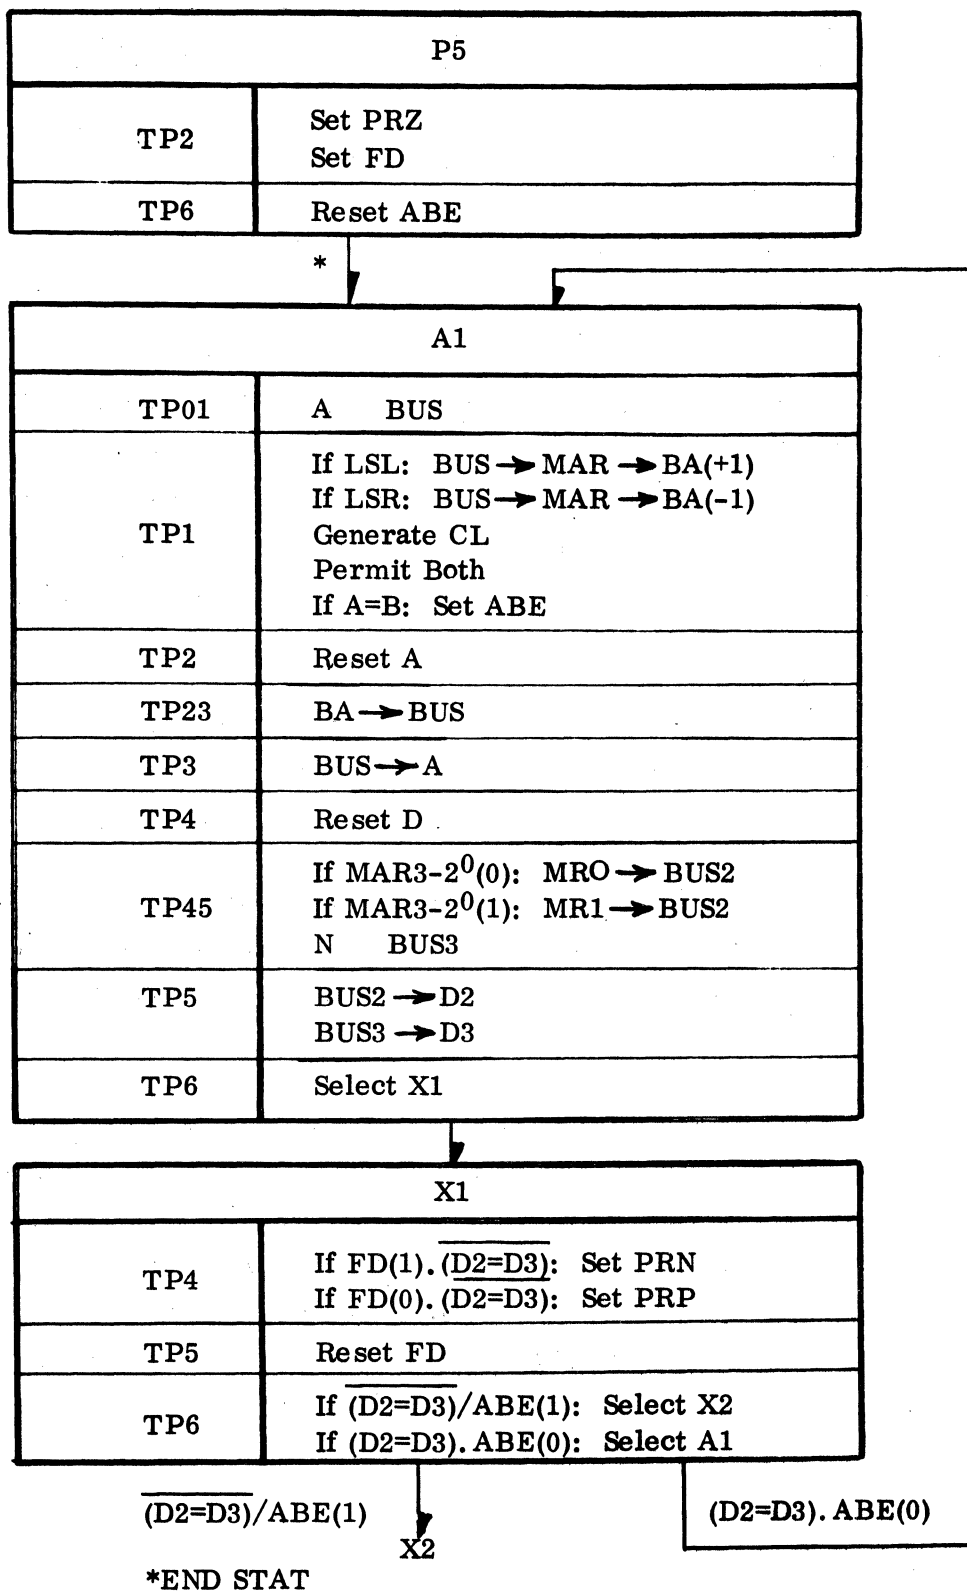 P5
TP2
Set PRZ
Set FD
TP6
Reset ABE
*
A1
TP01
A BUS
TP1
If LSL: BUS→MAR→BA(+1)
If LSR: BUS→MAR→BA(-1)
Generate CL
Permit Both
If A=B: Set ABE
TP2
Reset A
TP23
BA→BUS
TP3
BUS→A
TP4
Reset D
TP45
If MAR3-2⁰(0): MRO→BUS2
If MAR3-2⁰(1): MR1→BUS2
N BUS3
TP5
BUS2→D2
BUS3→D3
TP6
Select X1
X1
TP4
If FD(1).(D2=D3): Set PRN
If FD(0).(D2=D3): Set PRP
TP5
Reset FD
TP6
If (D2=D3)/ABE(1): Select X2
If (D2=D3).ABE(0): Select A1
(D2=D3)/ABE(1)
(D2=D3).ABE(0)
X2
*END STAT